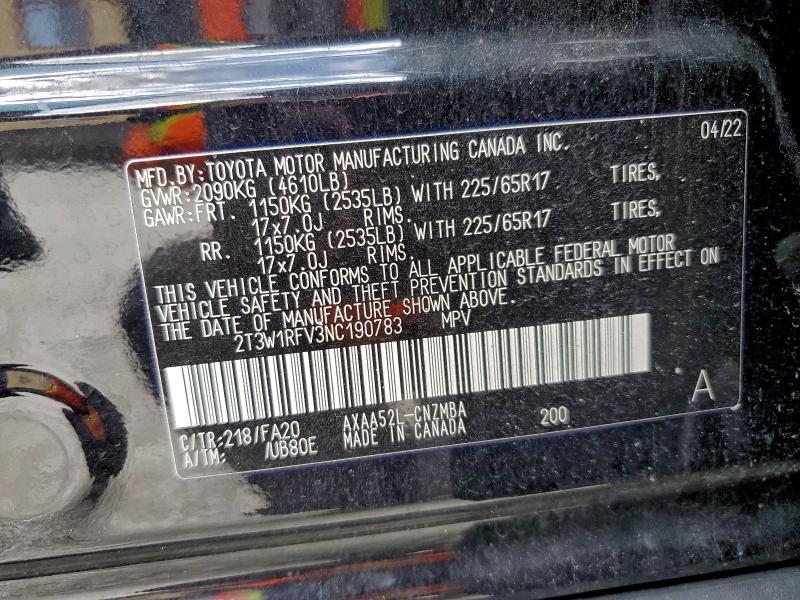 04/22
MFD.BY:TOYOTA MOTOR MANUFACTURING CANADA INC.
GVWR:2090KG (4610LB)
GAWR:FRT. 1150KG (2535LB) WITH 225/65R17 TIRES,
17x7.0J RIMS.
RR. 1150KG (2535LB) WITH 225/65R17 TIRES,
17x7.0J RIMS.
THIS VEHICLE CONFORMS TO ALL APPLICABLE FEDERAL MOTOR
VEHICLE SAFETY AND THEFT PREVENTION STANDARDS IN EFFECT ON
THE DATE OF MANUFACTURE SHOWN ABOVE.
2T3W1RFV3NC190783 MPV
A
C/TR:218/FA20 AXAA52L-CNZMBA 200
A/TM: /UB80E MADE IN CANADA